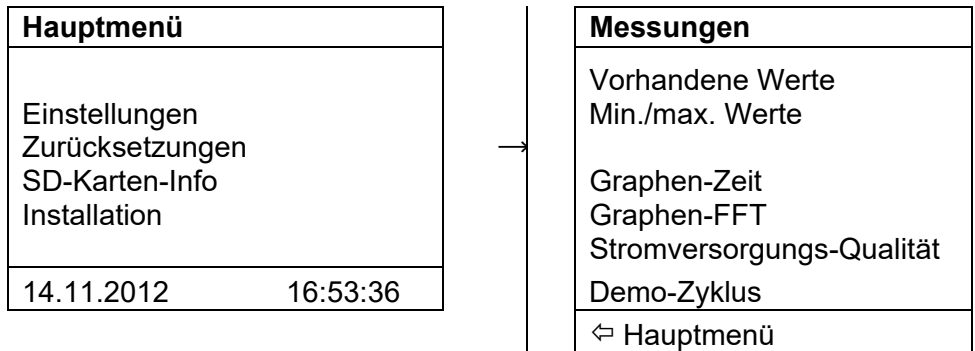 Hauptmenü
Einstellungen
Zurücksetzungen
SD-Karten-Info
Installation
14.11.2012 16:53:36
→
Messungen
Vorhandene Werte
Min./max. Werte
Graphen-Zeit
Graphen-FFT
Stromversorgungs-Qualität
Demo-Zyklus
⇦ Hauptmenü